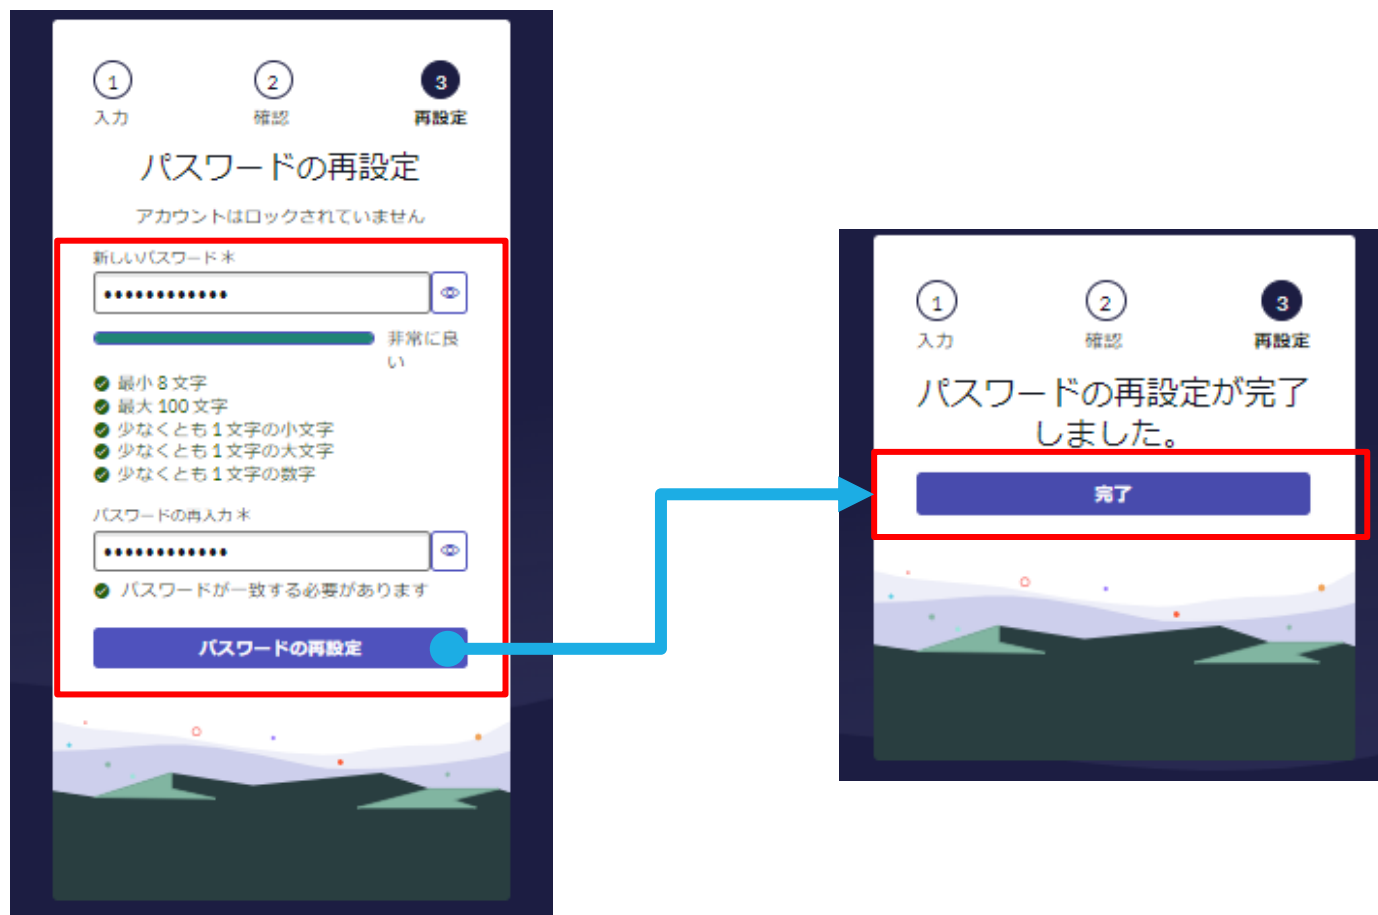 1 2 3
入力 確認 再設定
パスワードの再設定
アカウントはロックされていません
新しいパスワード *
••••••••••••
非常に良
い
最小 8 文字
最大 100 文字
少なくとも 1 文字の小文字
少なくとも 1 文字の大文字
少なくとも 1 文字の数字
パスワードの再入力 *
••••••••••••
パスワードが一致する必要があります
パスワードの再設定
1 2 3
入力 確認 再設定
パスワードの再設定が完了
しました。
完了